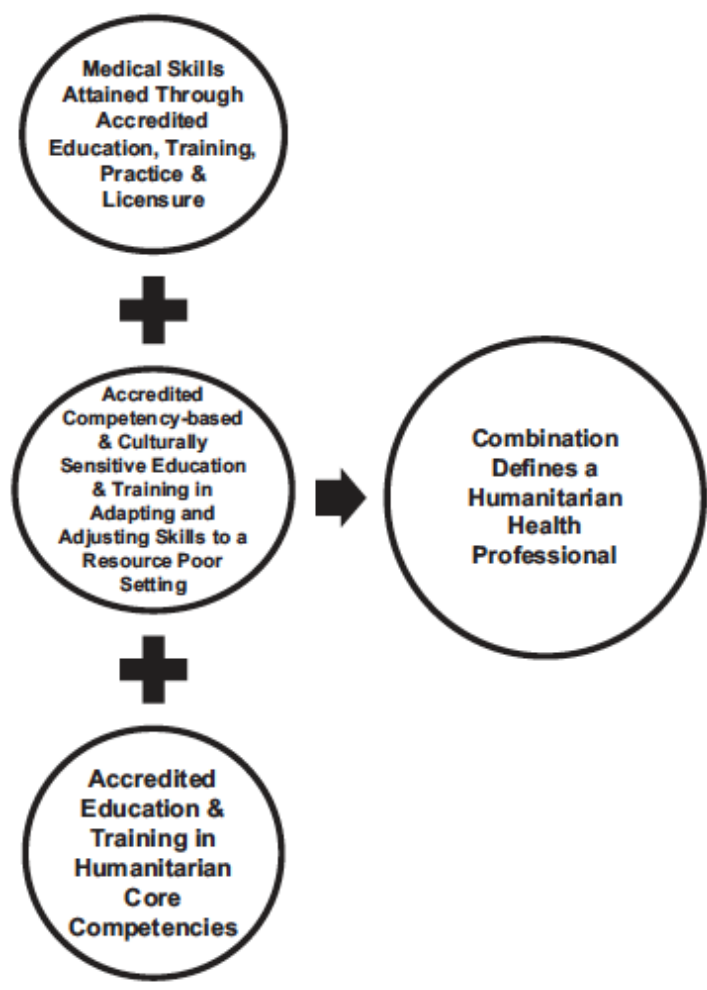 Medical Skills
Attained Through
Accredited
Education, Training,
Practice &
Licensure
Accredited
Competency-based
& Culturally
Sensitive Education
& Training in
Adapting and
Adjusting Skills to a
Resource Poor
Setting
Combination
Defines a
Humanitarian
Health
Professional
Accredited
Education &
Training in
Humanitarian
Core
Competencies